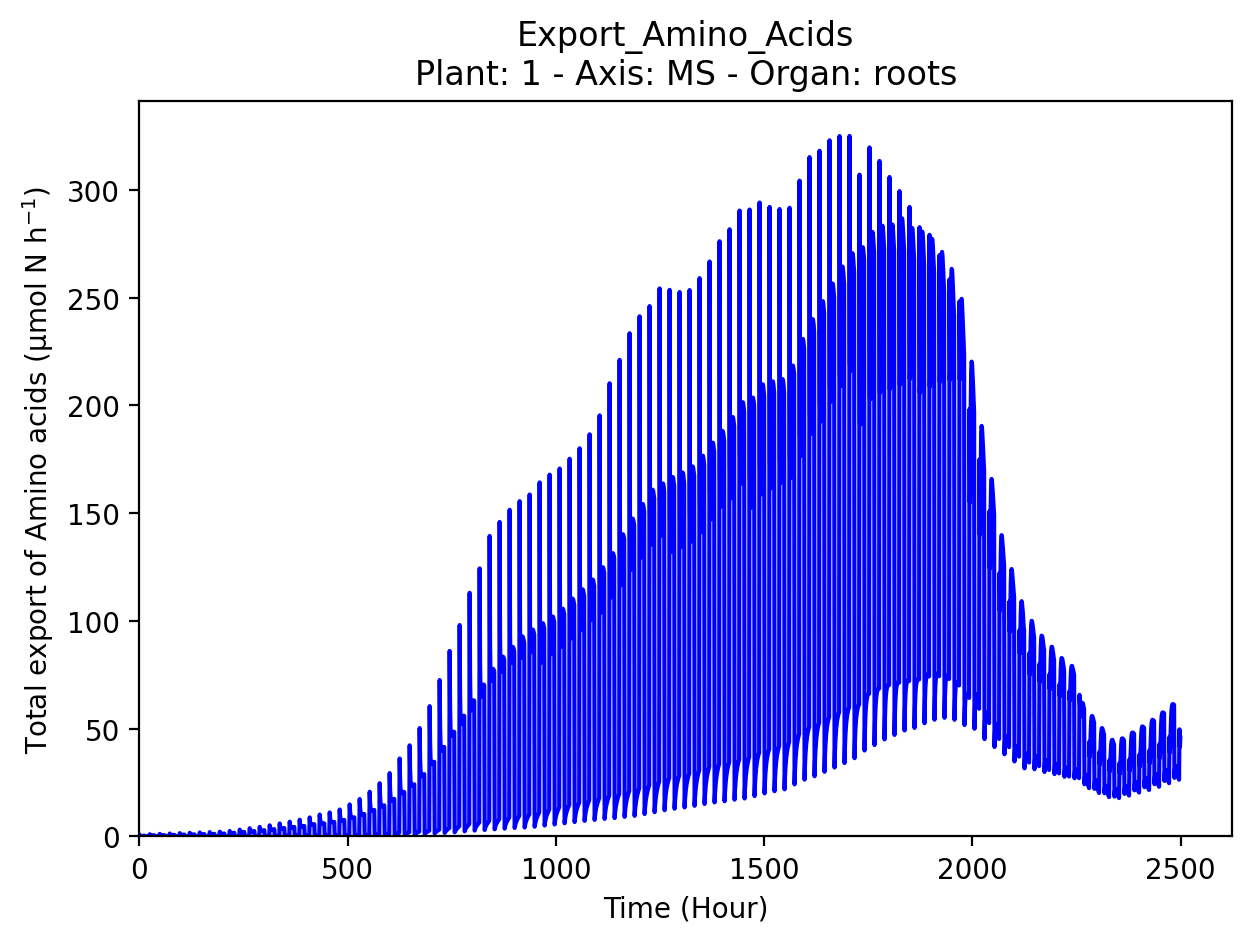 Export_Amino_Acids
Plant: 1 - Axis: MS - Organ: roots
Total export of Amino acids (µmol N h⁻¹)
300
250
200
150
100
50
0
0 500 1000 1500 2000 2500
Time (Hour)